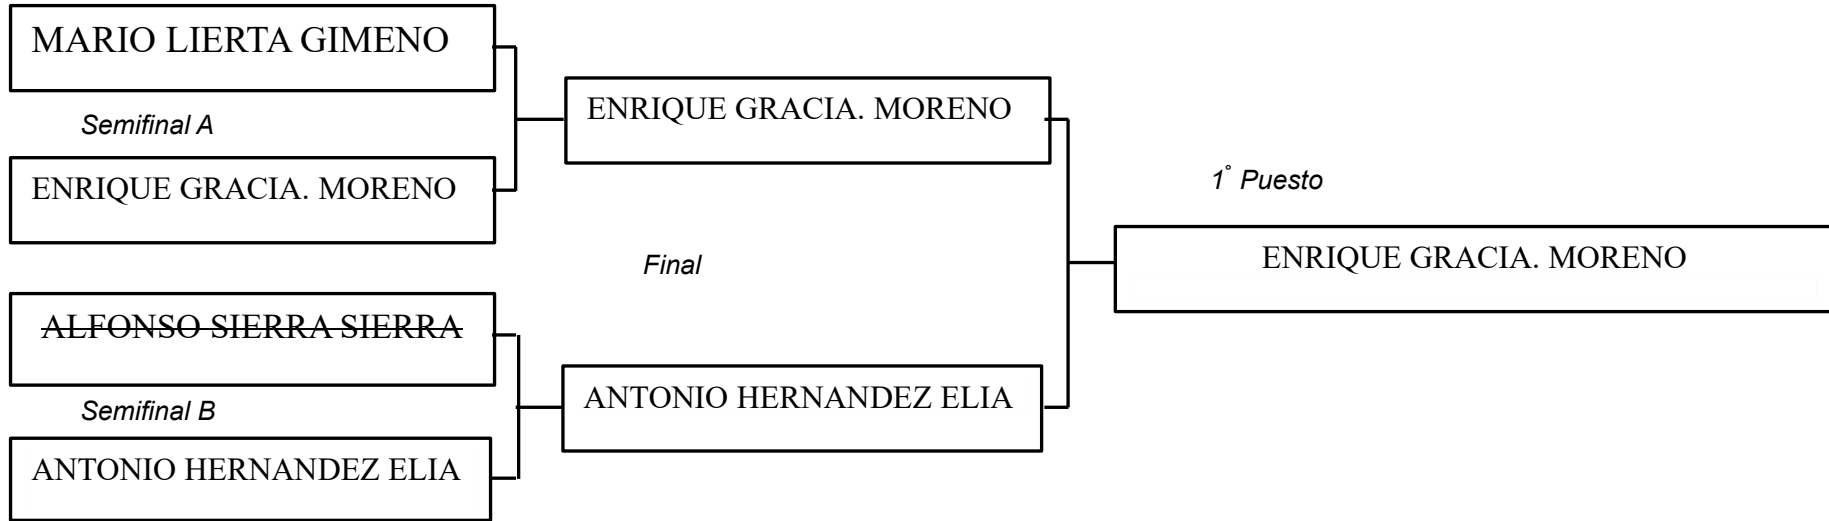 MARIO LIERTA GIMENO
Semifinal A
ENRIQUE GRACIA. MORENO
ALFONSO SIERRA SIERRA
Semifinal B
ANTONIO HERNANDEZ ELIA
ENRIQUE GRACIA. MORENO
Final
ANTONIO HERNANDEZ ELIA
1° Puesto
ENRIQUE GRACIA. MORENO